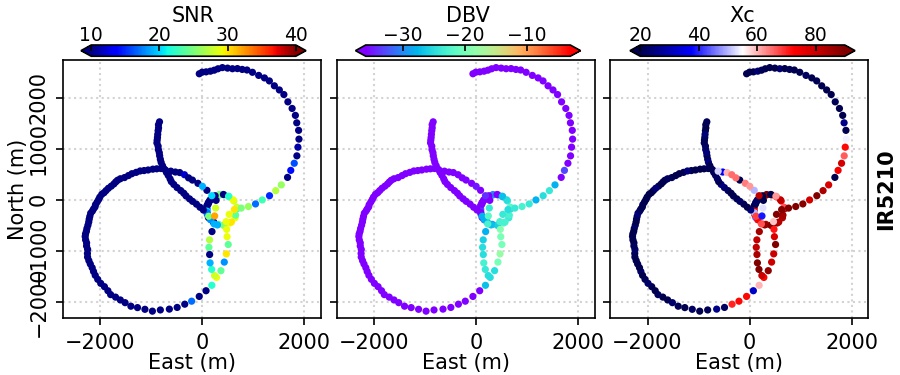 SNR
DBV
Xc
10 20 30 40
−30 −20 −10
20 40 60 80
2000
1000
0
−1000
−2000
North (m)
IR5210
−2000 0 2000
−2000 0 2000
−2000 0 2000
East (m)
East (m)
East (m)